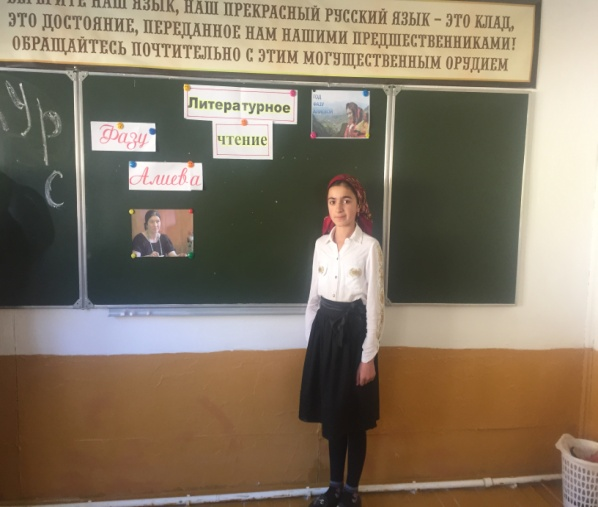 БЕРЕГИТЕ НАШ ЯЗЫК, НАШ ПРЕКРАСНЫЙ РУССКИЙ ЯЗЫК – ЭТО КЛАД,
ЭТО ДОСТОЯНИЕ, ПЕРЕДАННОЕ НАМ НАШИМИ ПРЕДШЕСТВЕННИКАМИ!
ОБРАЩАЙТЕСЬ ПОЧТИТЕЛЬНО С ЭТИМ МОГУЩЕСТВЕННЫМ ОРУДИЕМ
Литературное
чтение
Фазу
Алиева